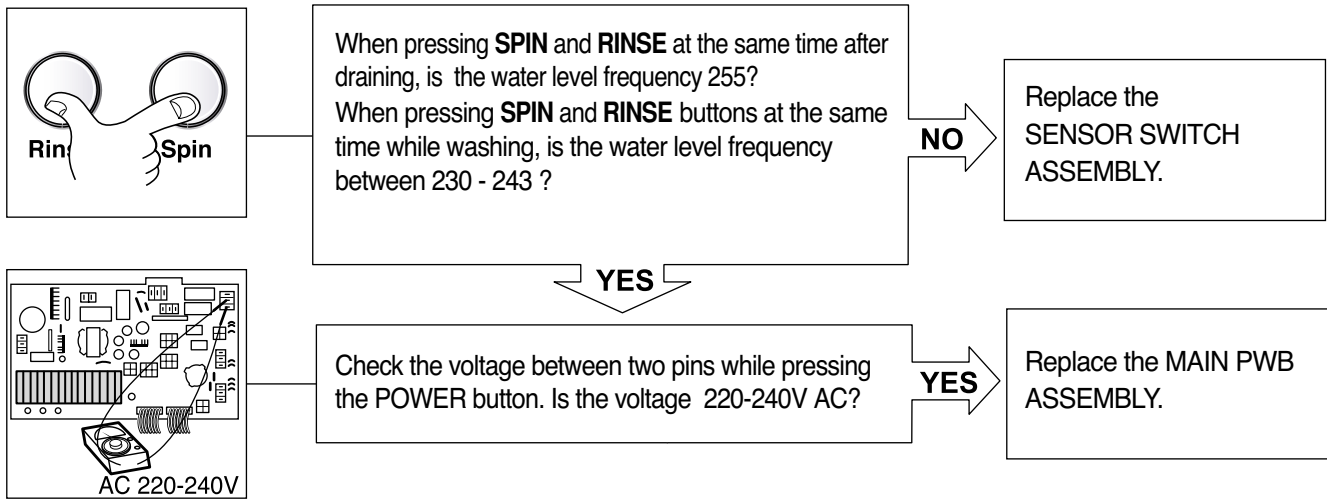 Rins
Spin
When pressing SPIN and RINSE at the same time after
draining, is the water level frequency 255?
When pressing SPIN and RINSE buttons at the same
time while washing, is the water level frequency
between 230 - 243 ?
NO
Replace the
SENSOR SWITCH
ASSEMBLY.
YES
AC 220-240V
Check the voltage between two pins while pressing
the POWER button. Is the voltage 220-240V AC?
YES
Replace the MAIN PWB
ASSEMBLY.